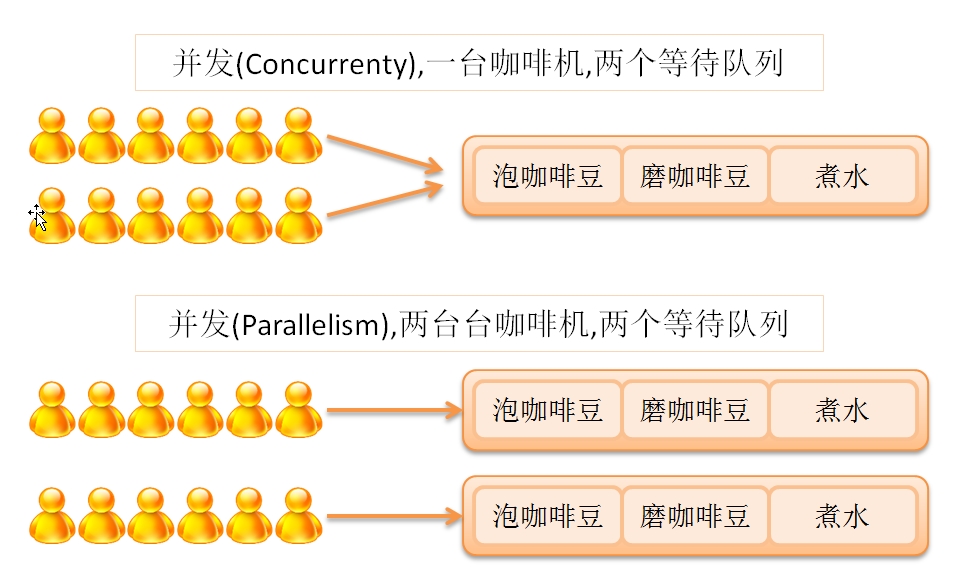 并发(Concurrenty),一台咖啡机,两个等待队列
泡咖啡豆 磨咖啡豆 煮水
并发(Parallelism),两台台咖啡机,两个等待队列
泡咖啡豆 磨咖啡豆 煮水
泡咖啡豆 磨咖啡豆 煮水